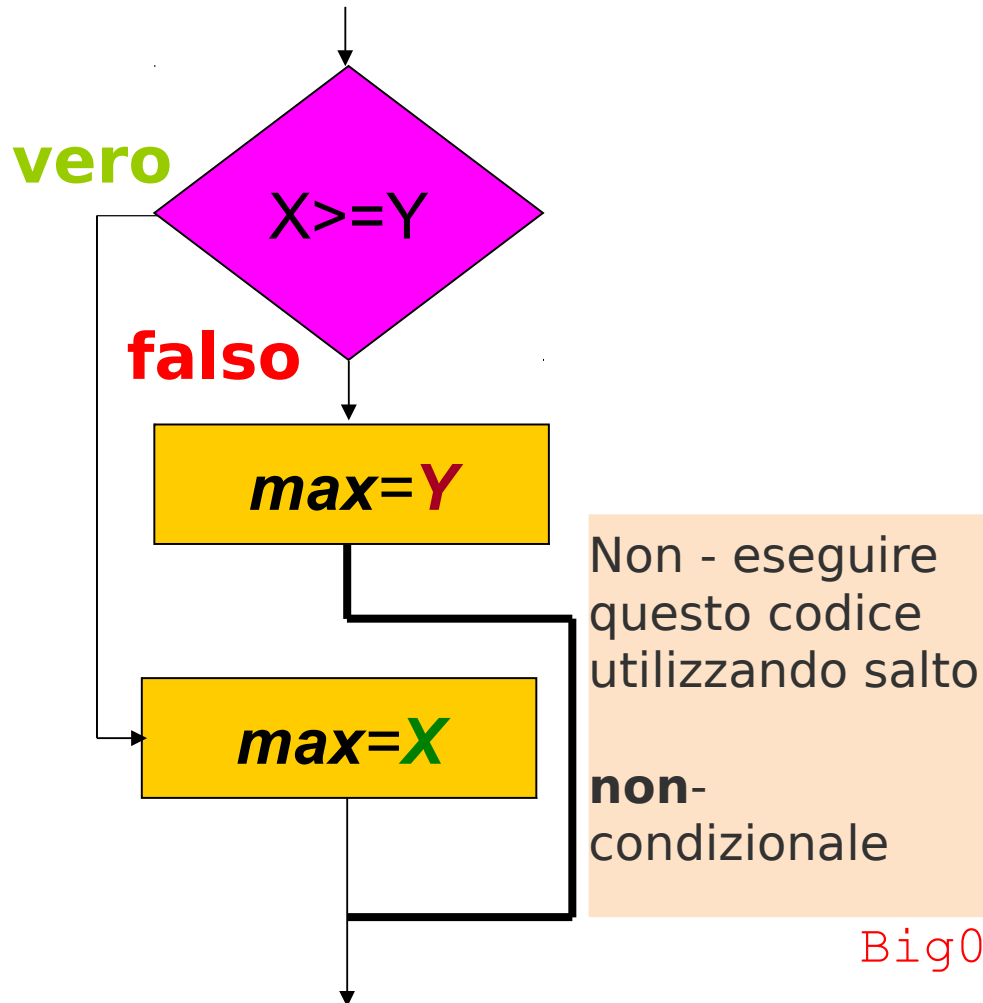 vero
X>=Y
falso
max=Y
Non - eseguire
questo codice
utilizzando salto
max=X
non-
condizionale
Big0